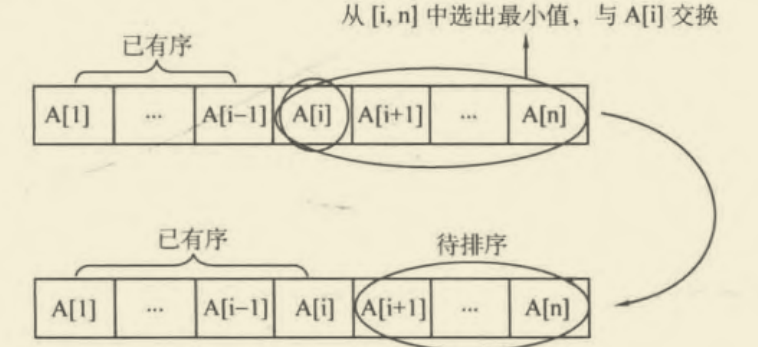 从 [i, n] 中选出最小值，与 A[i] 交换
已有序
A[1] ... A[i−1] A[i] A[i+1] ... A[n]
已有序 待排序
A[1] ... A[i−1] A[i] A[i+1] ... A[n]